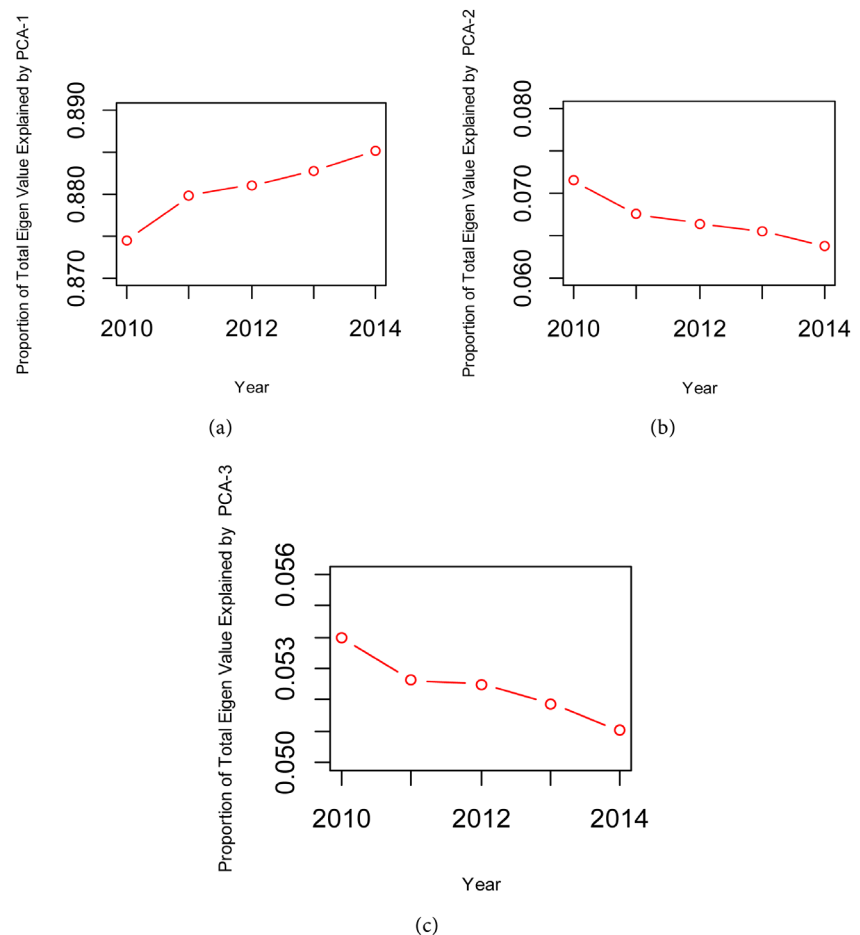 Proportion of Total Eigen Value Explained by PCA-1
0.890
0.880
0.870
2010 2012 2014
Year
(a)
Proportion of Total Eigen Value Explained by PCA-2
0.080
0.070
0.060
2010 2012 2014
Year
(b)
Proportion of Total Eigen Value Explained by PCA-3
0.056
0.053
0.050
2010 2012 2014
Year
(c)